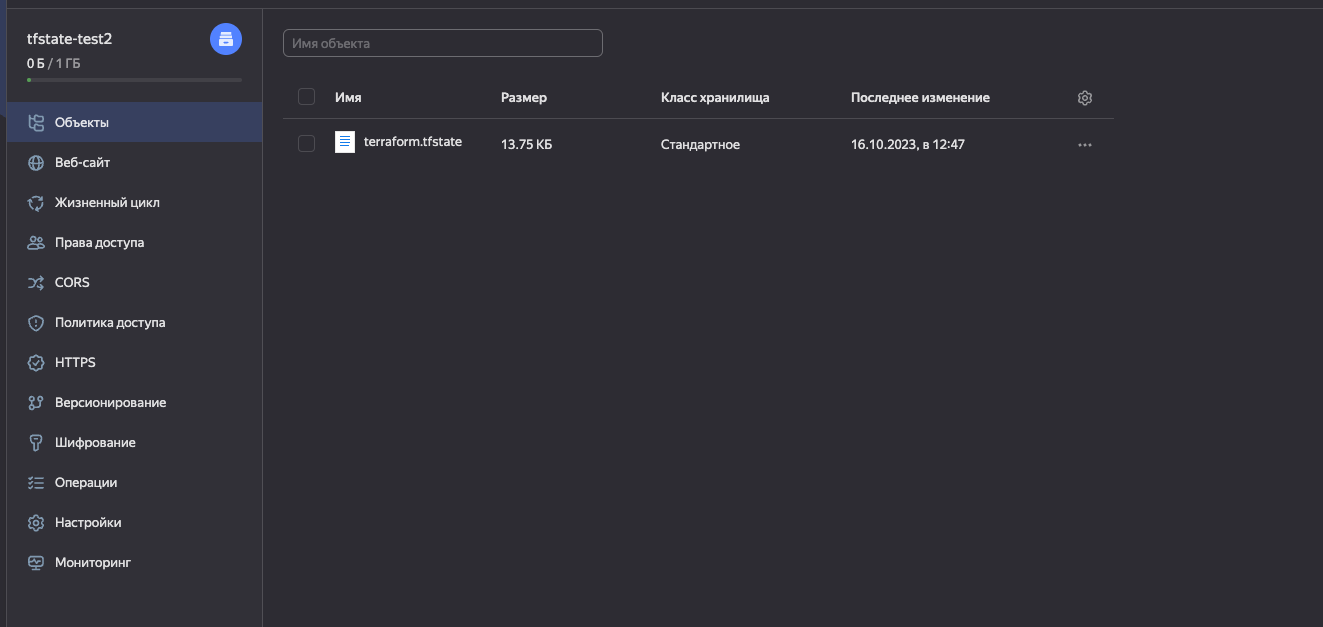 tfstate-test2
0 Б / 1 ГБ
Объекты
Веб-сайт
Жизненный цикл
Права доступа
CORS
Политика доступа
HTTPS
Версионирование
Шифрование
Операции
Настройки
Мониторинг
Имя объекта
Имя Размер Класс хранилища Последнее изменение
terraform.tfstate 13.75 КБ Стандартное 16.10.2023, в 12:47